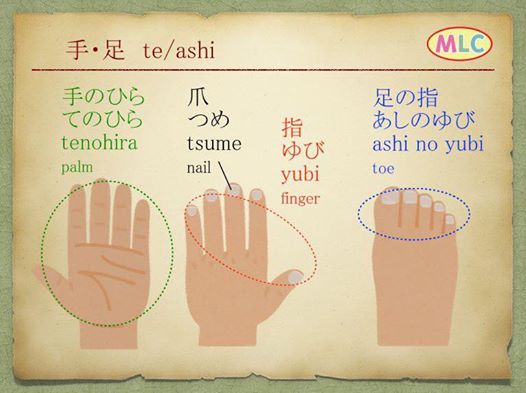 手・足 te/ashi
MLC
手のひら
てのひら
tenohira
palm
爪
つめ
tsume
nail
指
ゆび
yubi
finger
足の指
あしのゆび
ashi no yubi
toe